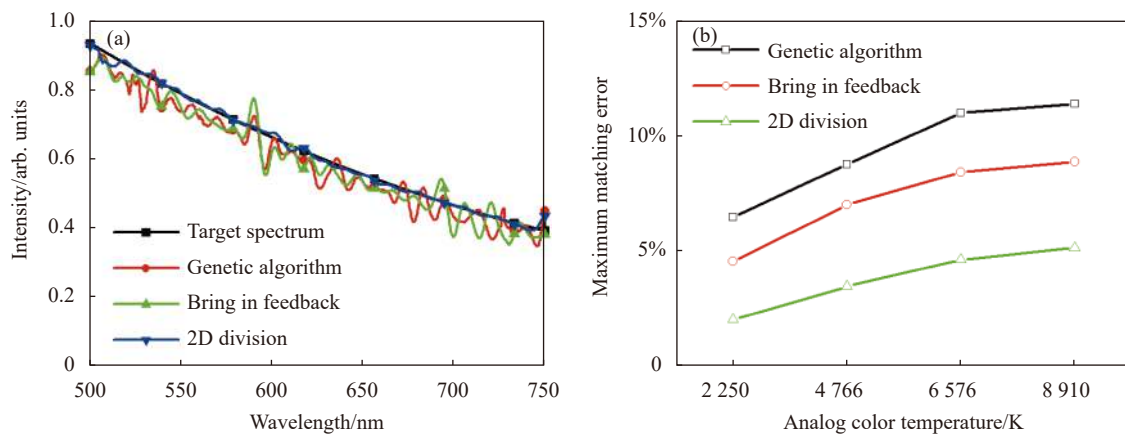 (a)
1.0
0.8
0.6
0.4
0.2
0
Intensity/arb. units
Target spectrum
Genetic algorithm
Bring in feedback
2D division
500 550 600 650 700 750
Wavelength/nm
(b)
15%
10%
5%
0
Maximum matching error
Genetic algorithm
Bring in feedback
2D division
2 250 4 766 6 576 8 910
Analog color temperature/K